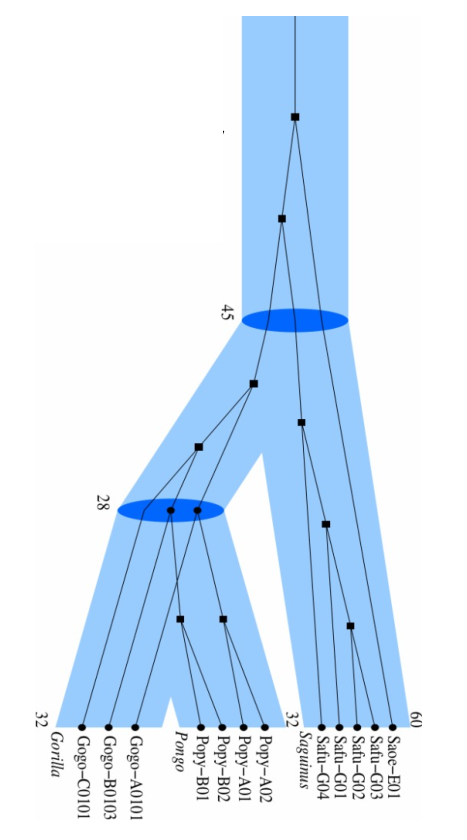 45
28
32
32
60
Gorilla
Gogo-C0101
Gogo-B0103
Gogo-A0101
Pongo
Popy-B01
Popy-B02
Popy-A01
Popy-A02
Saguinus
Safu-G04
Safu-G01
Safu-G02
Safu-G03
Saoe-E01